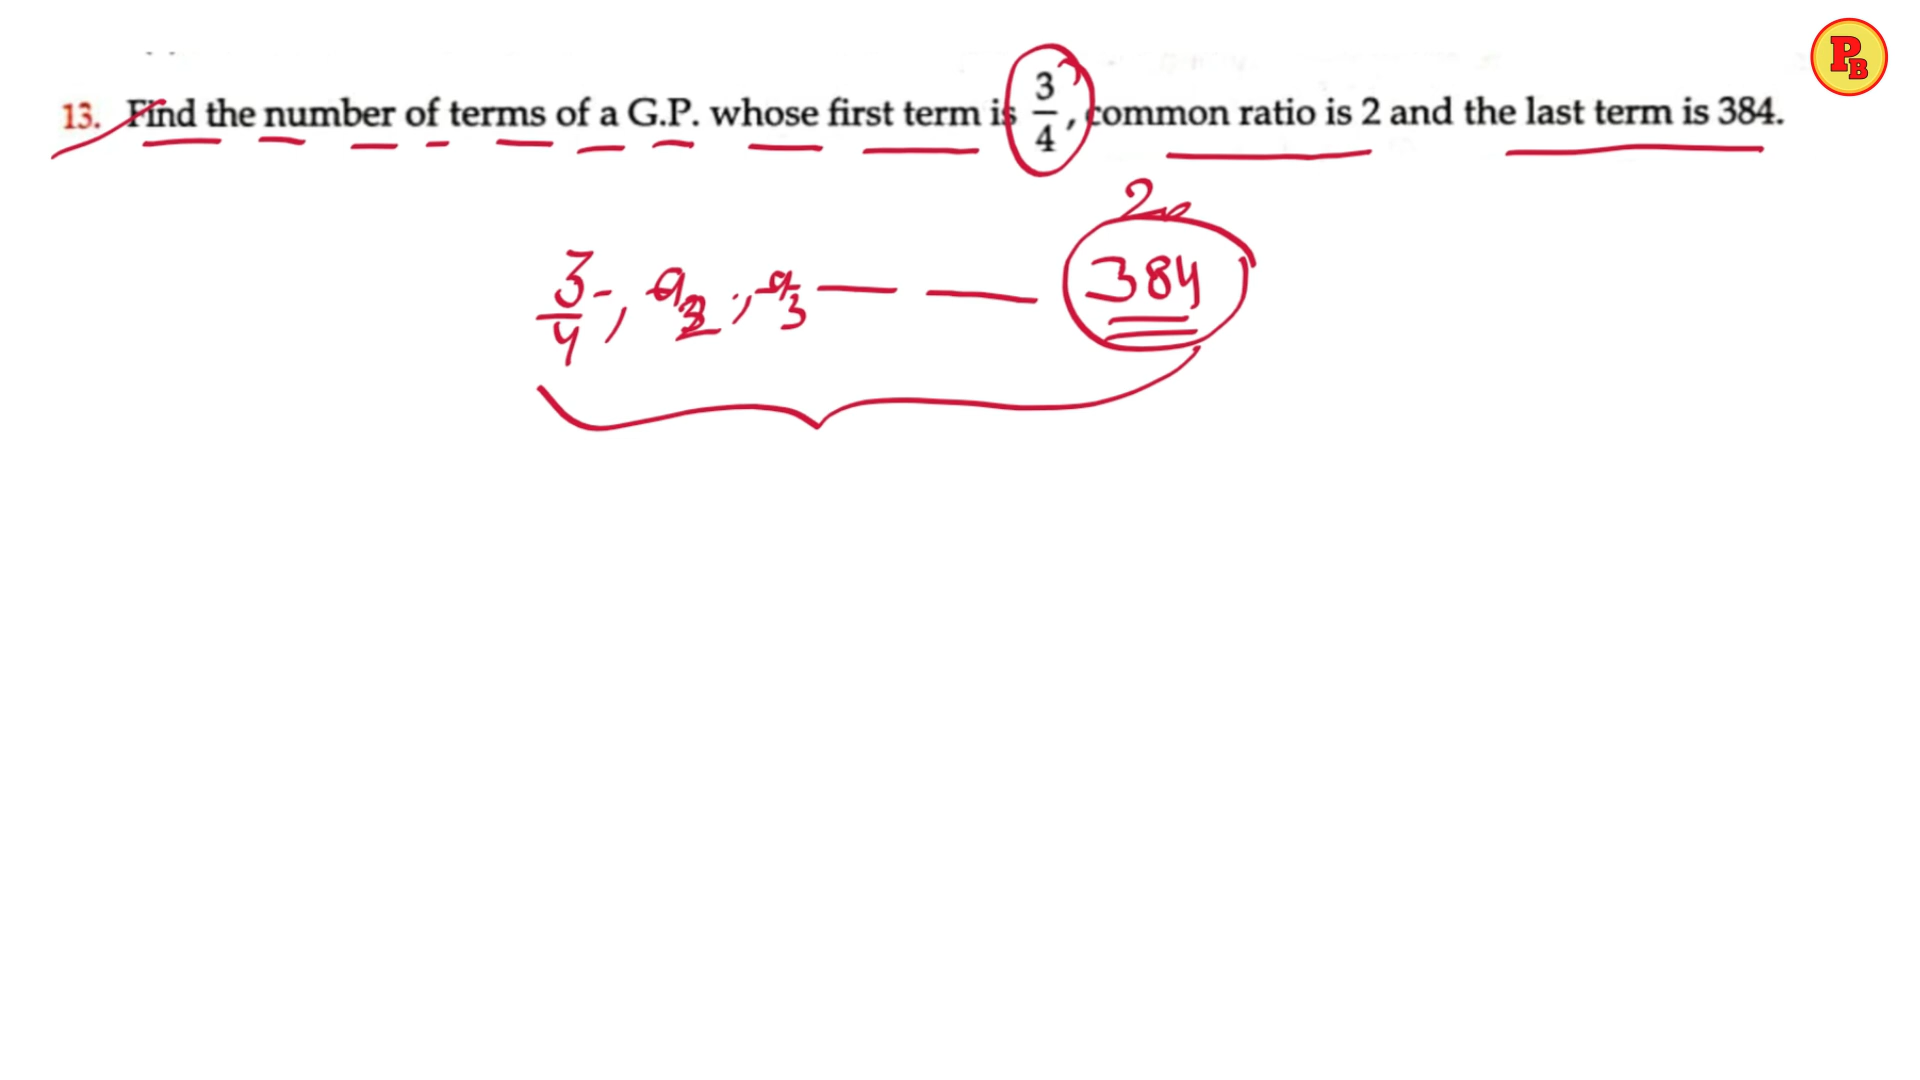 PB
13. Find the number of terms of a G.P. whose first term is 3/4, common ratio is 2 and the last term is 384.
3/4, a2, a3 — — 384